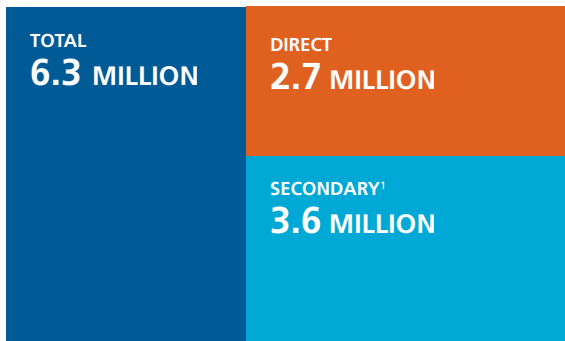 TOTAL
6.3 MILLION
DIRECT
2.7 MILLION
SECONDARY¹
3.6 MILLION